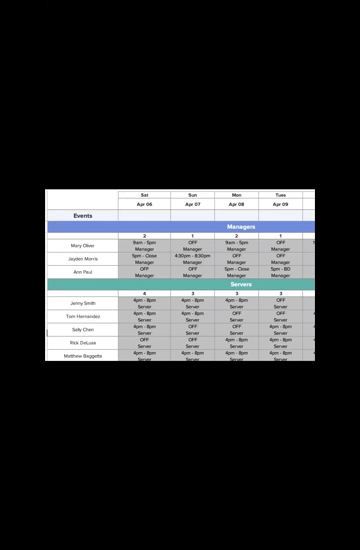 Sat Sun Mon Tues
Apr 06 Apr 07 Apr 08 Apr 09
Events
Managers
2 1 2 1
Mary Oliver 9am - 5pm OFF 9am - 5pm OFF
Manager Manager Manager Manager
Jayden Morris 5pm - Close 4:30pm - 8:30pm OFF OFF
Manager Manager Manager Manager
Ann Paul OFF OFF 5pm - Close 5pm - BD
Manager Manager Manager Manager
Servers
4 3 3 3
Jenny Smith 4pm - 8pm 4pm - 8pm 4pm - 8pm OFF
Server Server Server Server
Tom Hernandez 4pm - 8pm 4pm - 8pm OFF OFF
Server Server Server Server
Sally Chen 4pm - 8pm OFF OFF 4pm - 8pm
Server Server Server Server
Rick DeLuxe OFF OFF 4pm - 8pm 4pm - 8pm
Server Server Server Server
Matthew Baggetta 4pm - 8pm 4pm - 8pm 4pm - 8pm 4pm - 8pm
Server Server Server Server